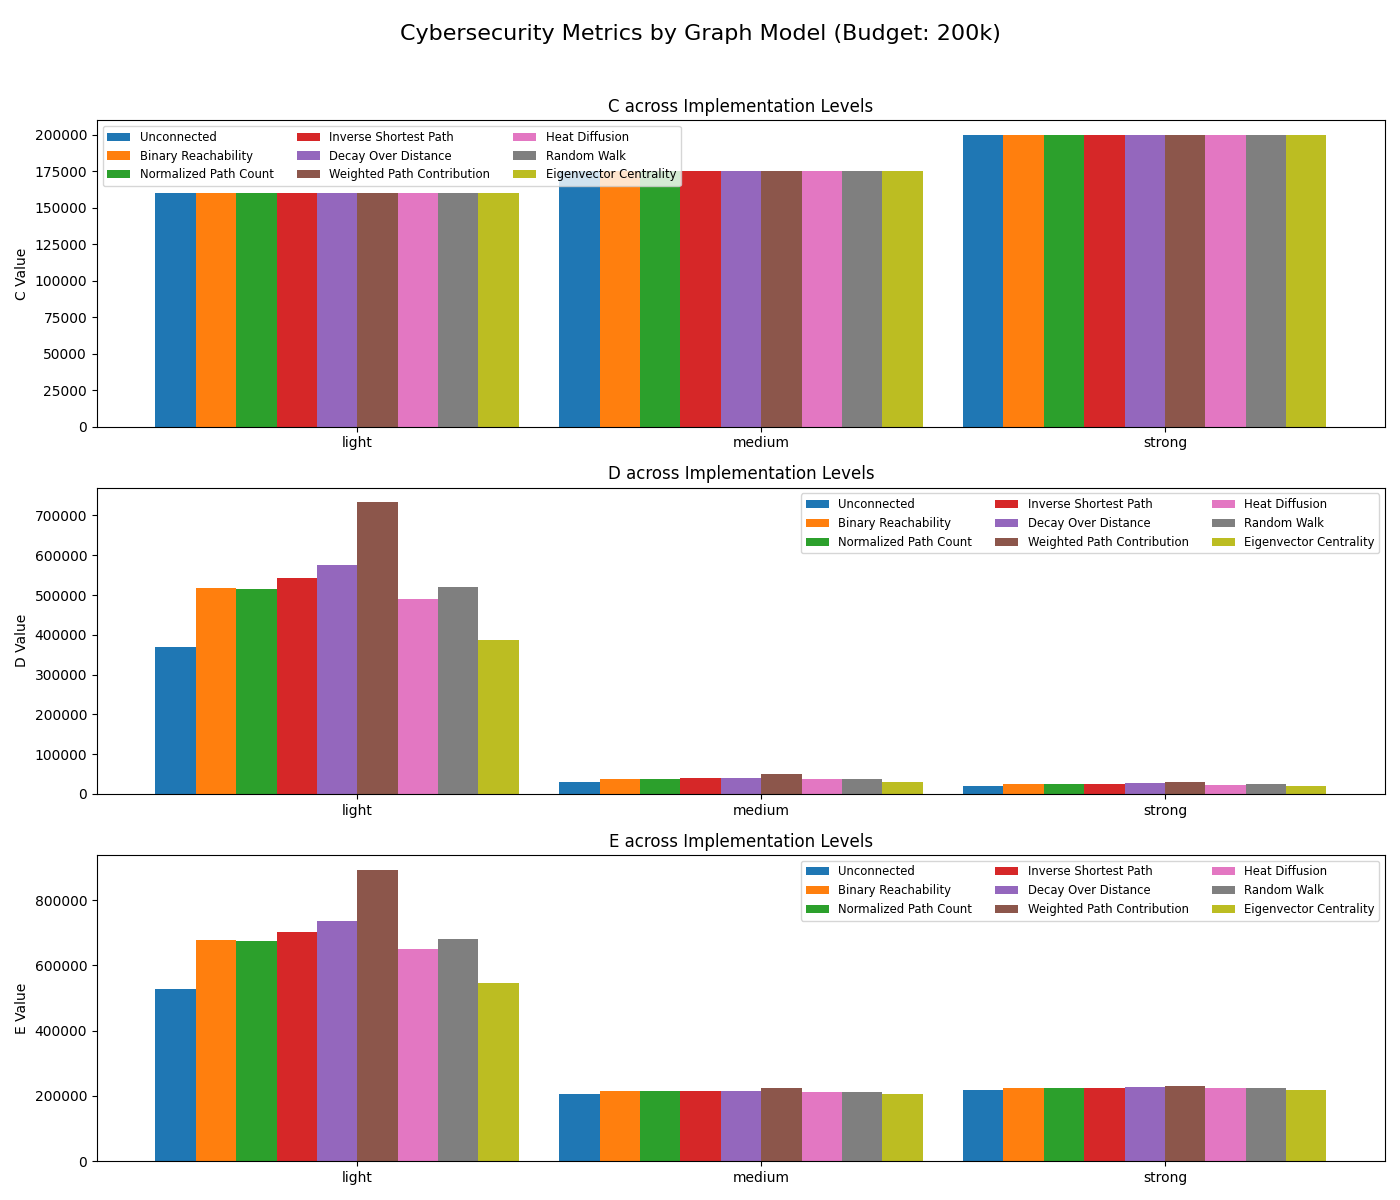 Cybersecurity Metrics by Graph Model (Budget: 200k)
C across Implementation Levels
Unconnected
Binary Reachability
Normalized Path Count
Inverse Shortest Path
Decay Over Distance
Weighted Path Contribution
Heat Diffusion
Random Walk
Eigenvector Centrality
C Value
200000
175000
150000
125000
100000
75000
50000
25000
0
light
medium
strong
D across Implementation Levels
Unconnected
Binary Reachability
Normalized Path Count
Inverse Shortest Path
Decay Over Distance
Weighted Path Contribution
Heat Diffusion
Random Walk
Eigenvector Centrality
D Value
700000
600000
500000
400000
300000
200000
100000
0
light
medium
strong
E across Implementation Levels
Unconnected
Binary Reachability
Normalized Path Count
Inverse Shortest Path
Decay Over Distance
Weighted Path Contribution
Heat Diffusion
Random Walk
Eigenvector Centrality
E Value
800000
600000
400000
200000
0
light
medium
strong